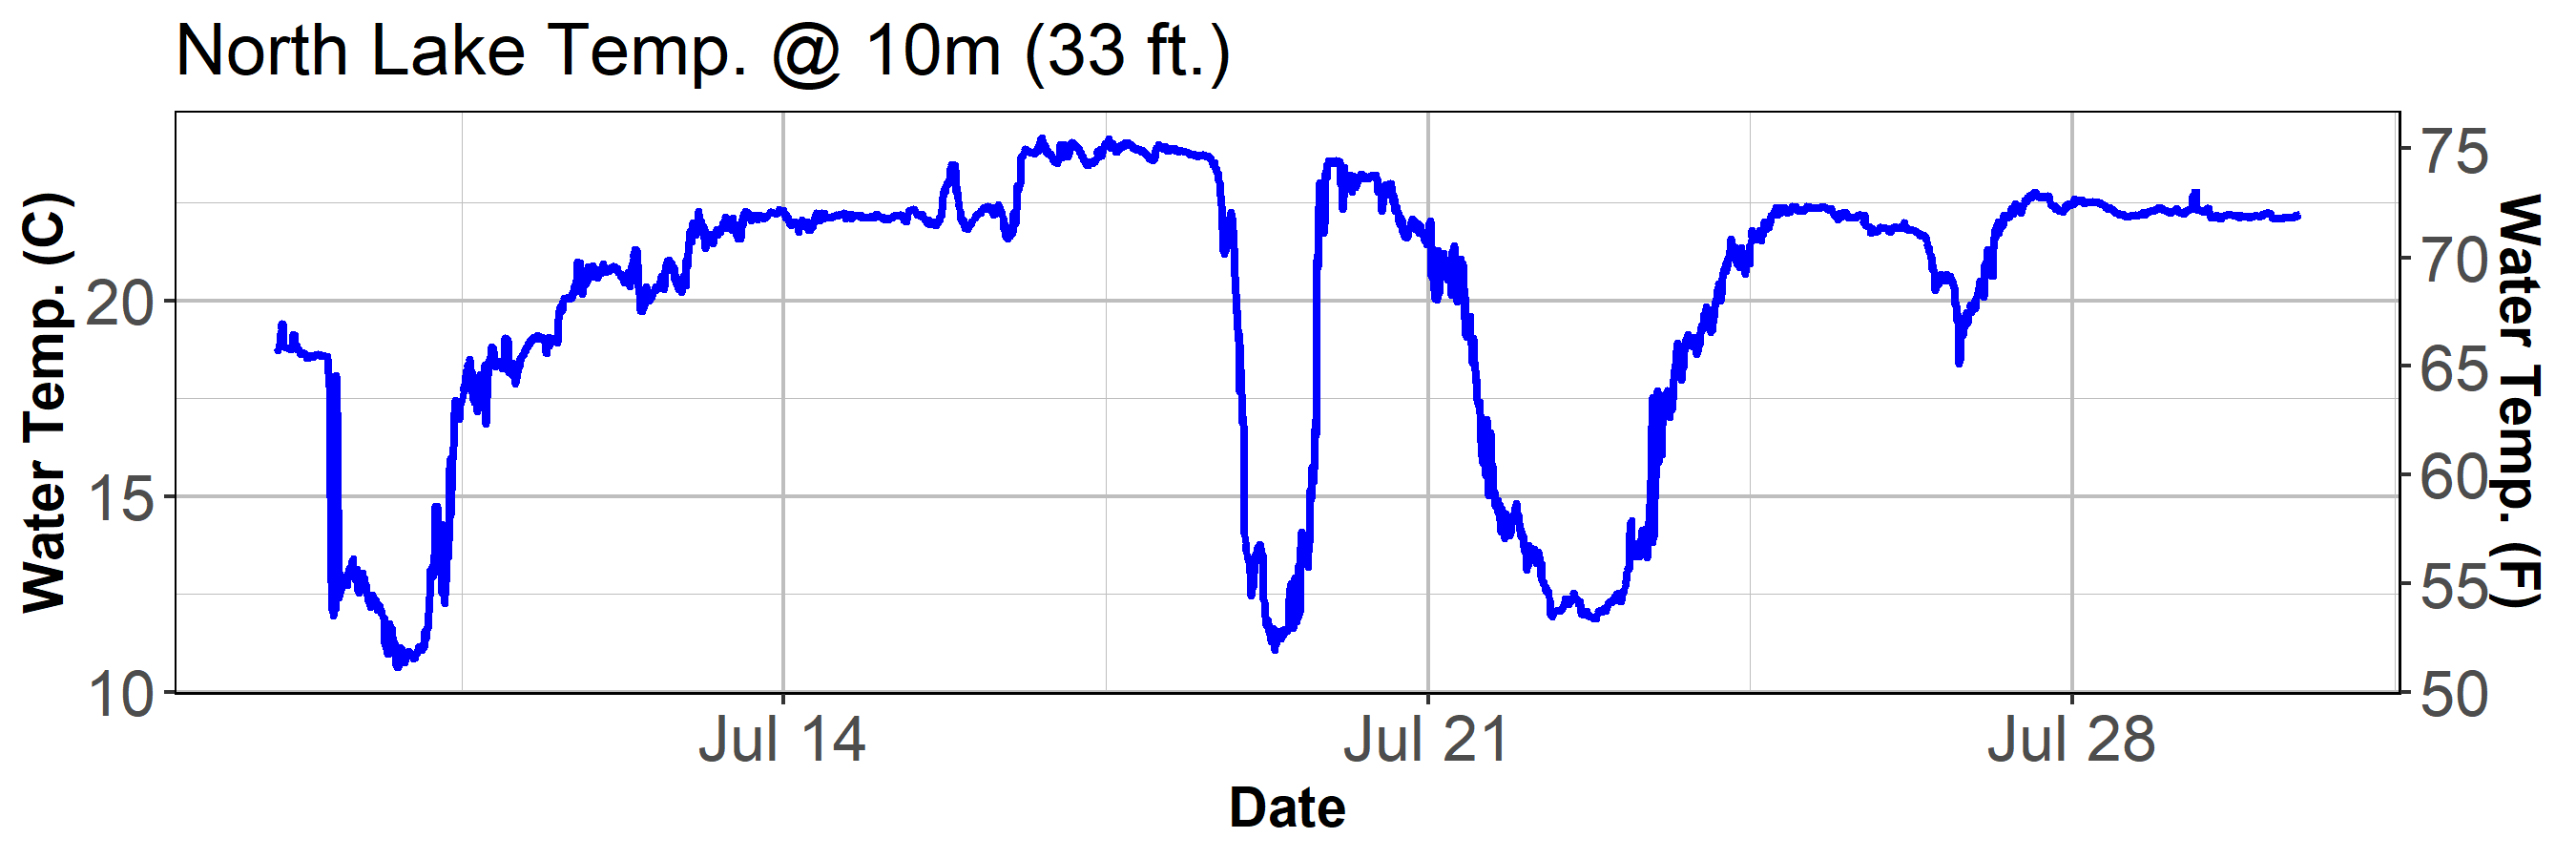 North Lake Temp. @ 10m (33 ft.)
Water Temp. (C)
20
15
10
75
70
65
60
55
50
Water Temp. (F)
Jul 14
Jul 21
Jul 28
Date